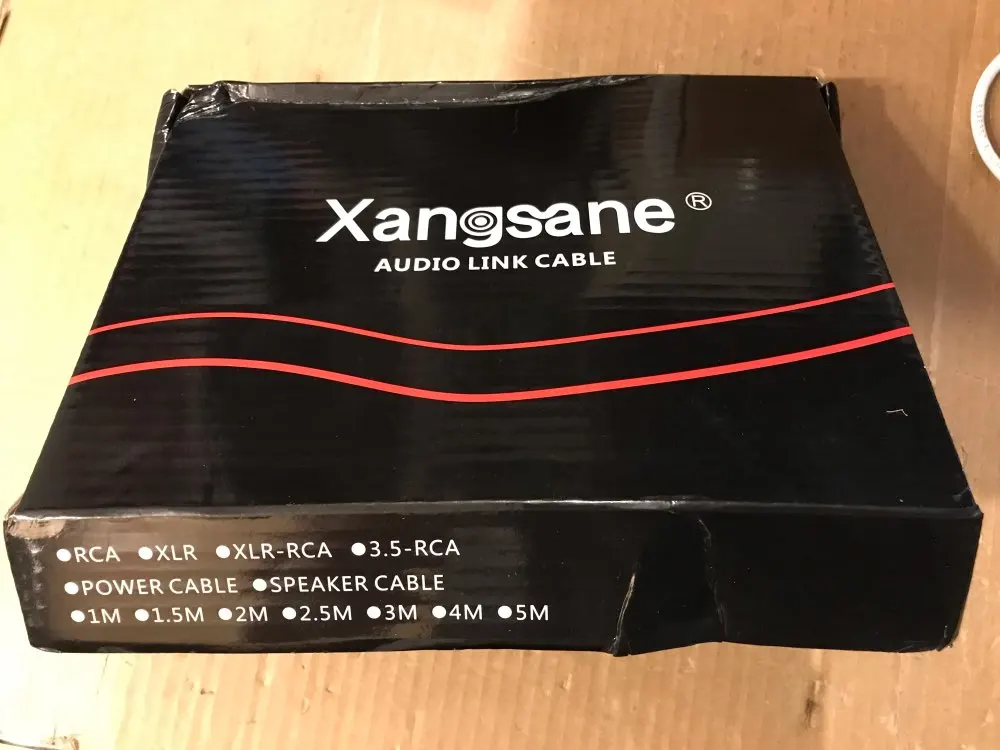 Xangsane ®
AUDIO LINK CABLE
●RCA ●XLR ●XLR-RCA ●3.5-RCA
●POWER CABLE ●SPEAKER CABLE
●1M ●1.5M ●2M ●2.5M ●3M ●4M ●5M